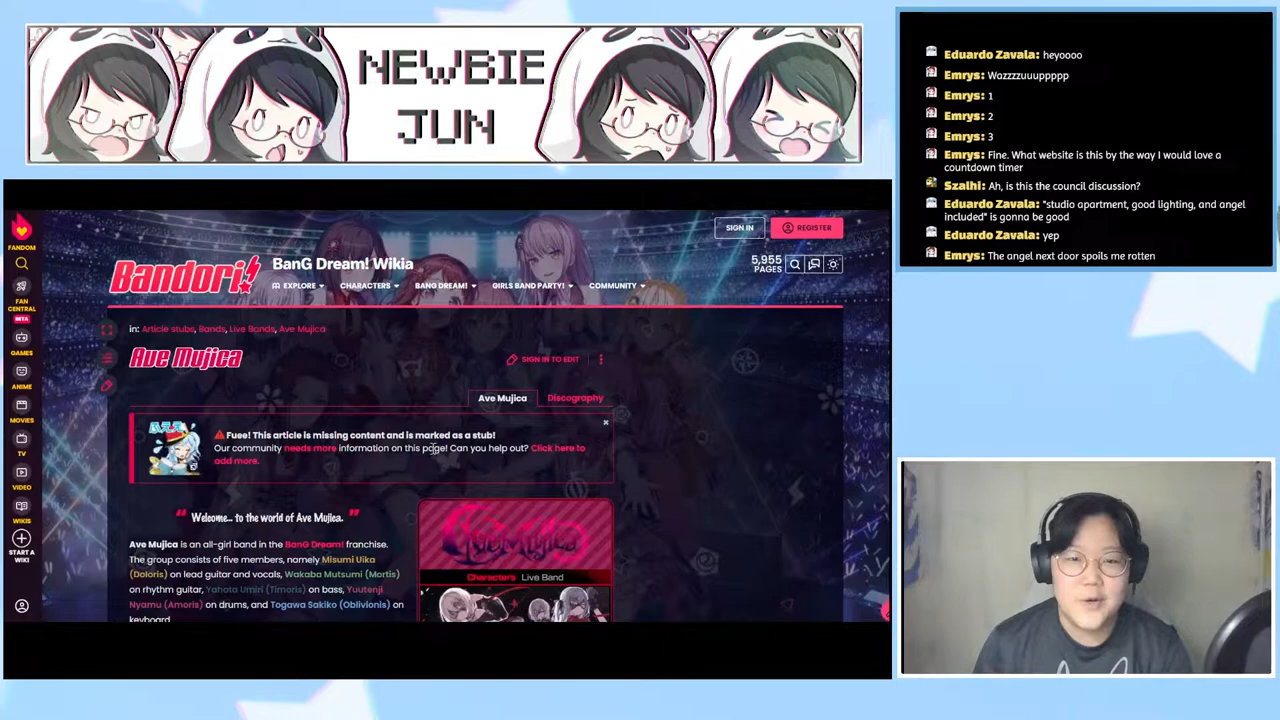 NEWBIE
JUN
Eduardo Zavala: heyoooo
Emrys: Wazzzzuuuppppp
Emrys: 1
Emrys: 2
Emrys: 3
Emrys: Fine. What website is this by the way I would love a
countdown timer
Szalhi: Ah, is this the council discussion?
Eduardo Zavala: "studio apartment, good lighting, and angel
included" is gonna be good
Eduardo Zavala: yep
Emrys: The angel next door spoils me rotten
FANDOM
FAN
CENTRAL
BETA
GAMES
ANIME
MOVIES
TV
VIDEO
WIKIS
START A
WIKI
SIGN IN
REGISTER
Bandori!
BanG Dream! Wikia
5,955
PAGES
EXPLORE
CHARACTERS
BANG DREAM!
GIRLS BAND PARTY!
COMMUNITY
in: Article stubs, Bands, Live Bands, Ave Mujica
Ave Mujica
SIGN IN TO EDIT
Ave Mujica
Discography
Fuee! This article is missing content and is marked as a stub!
Our community needs more information on this page! Can you help out? Click here to
add more.
“ Welcome... to the world of Ave Mujica. ”
Ave Mujica is an all-girl band in the BanG Dream! franchise.
The group consists of five members, namely Misumi Uika
(Doloris) on lead guitar and vocals, Wakaba Mutsumi (Mortis)
on rhythm guitar, Yahata Umiri (Timoris) on bass, Yuutenji
Nyamu (Amoris) on drums, and Togawa Sakiko (Oblivionis) on
keyboard.
Ave Mujica
Characters Live Band